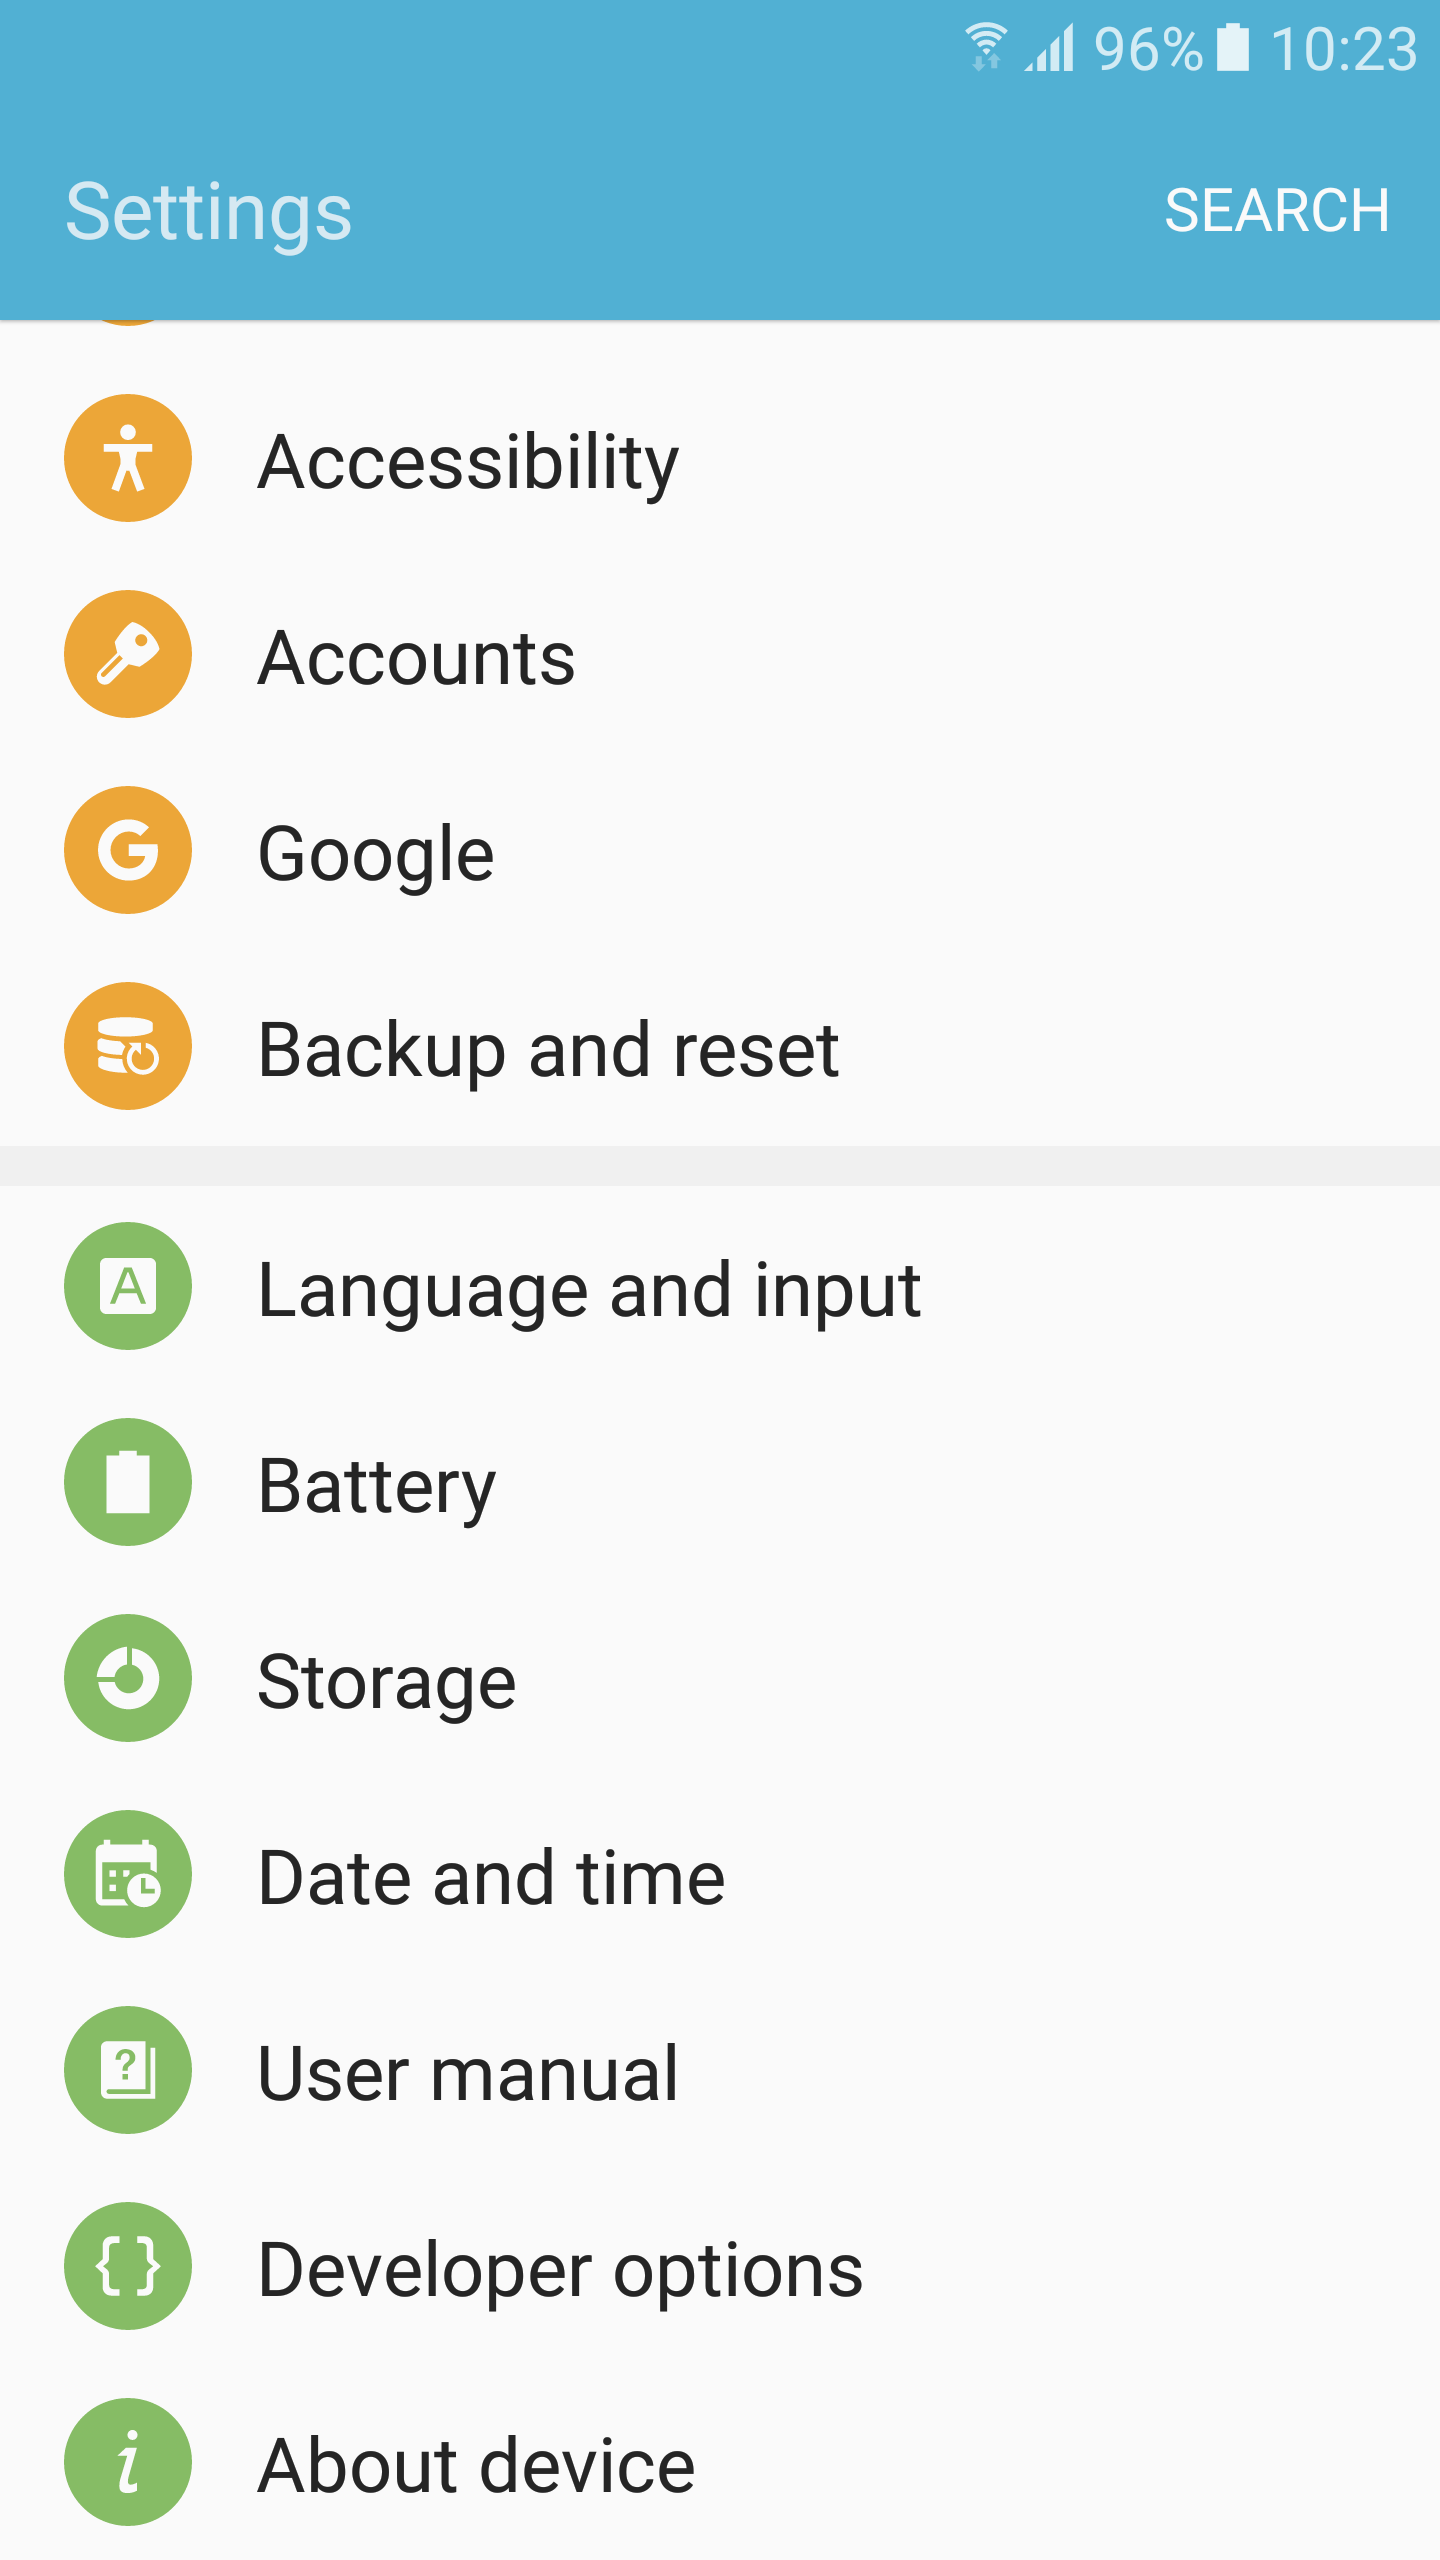 96% 10:23
Settings SEARCH
Accessibility
Accounts
Google
Backup and reset
Language and input
Battery
Storage
Date and time
User manual
Developer options
About device